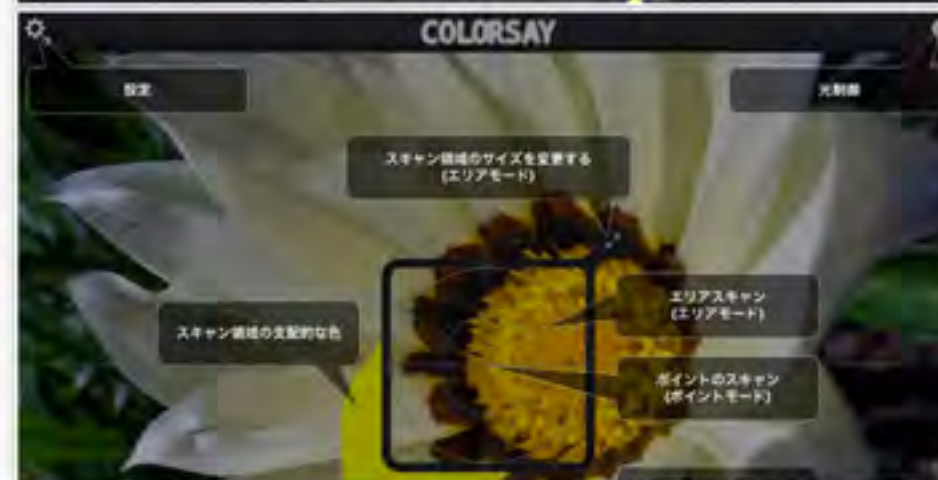 COLORSAY
設定
光制御
スキャン領域のサイズを変更する
(エリアモード)
エリアスキャン
(エリアモード)
スキャン領域の支配的な色
ポイントのスキャン
(ポイントモード)